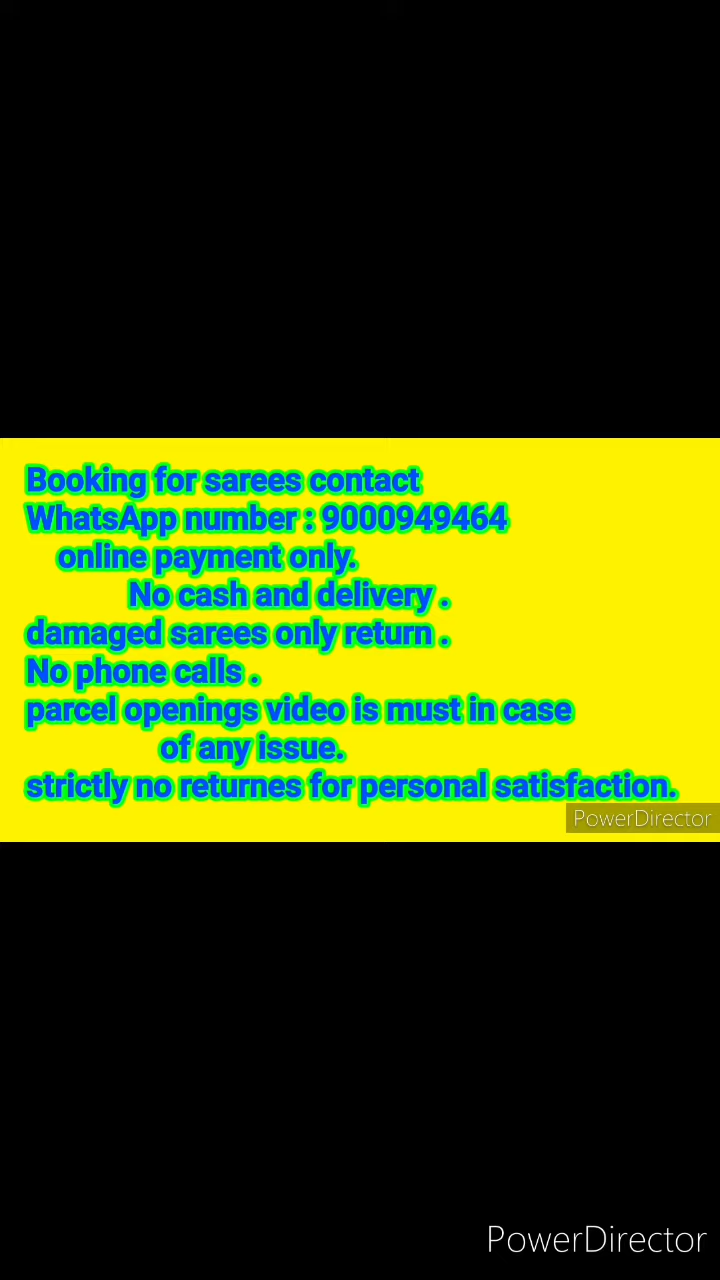 Booking for sarees contact
WhatsApp number : 9000949464
online payment only.
No cash and delivery .
damaged sarees only return .
No phone calls .
parcel openings video is must in case
of any issue.
strictly no returnes for personal satisfaction.
PowerDirector
PowerDirector